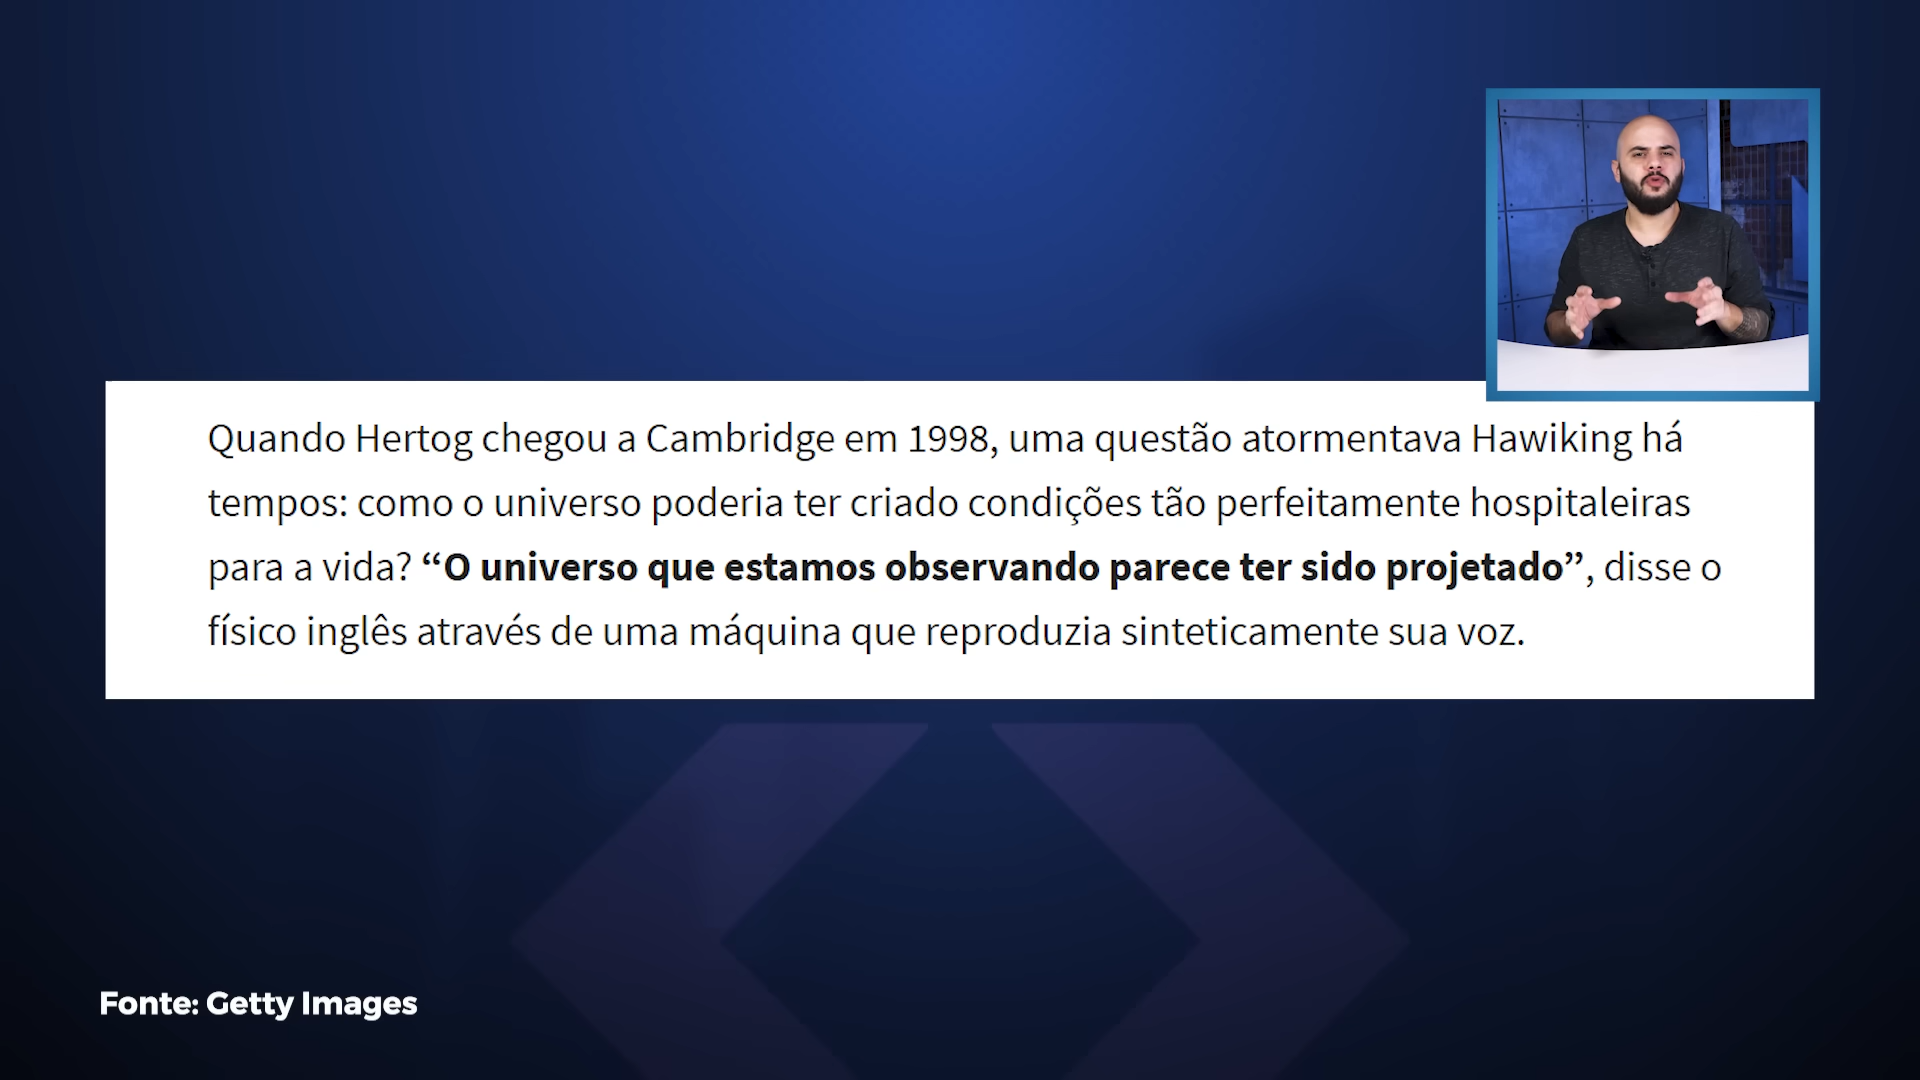 Quando Hertog chegou a Cambridge em 1998, uma questão atormentava Hawiking há
tempos: como o universo poderia ter criado condições tão perfeitamente hospitaleiras
para a vida? “O universo que estamos observando parece ter sido projetado”, disse o
físico inglês através de uma máquina que reproduzia sinteticamente sua voz.
Fonte: Getty Images